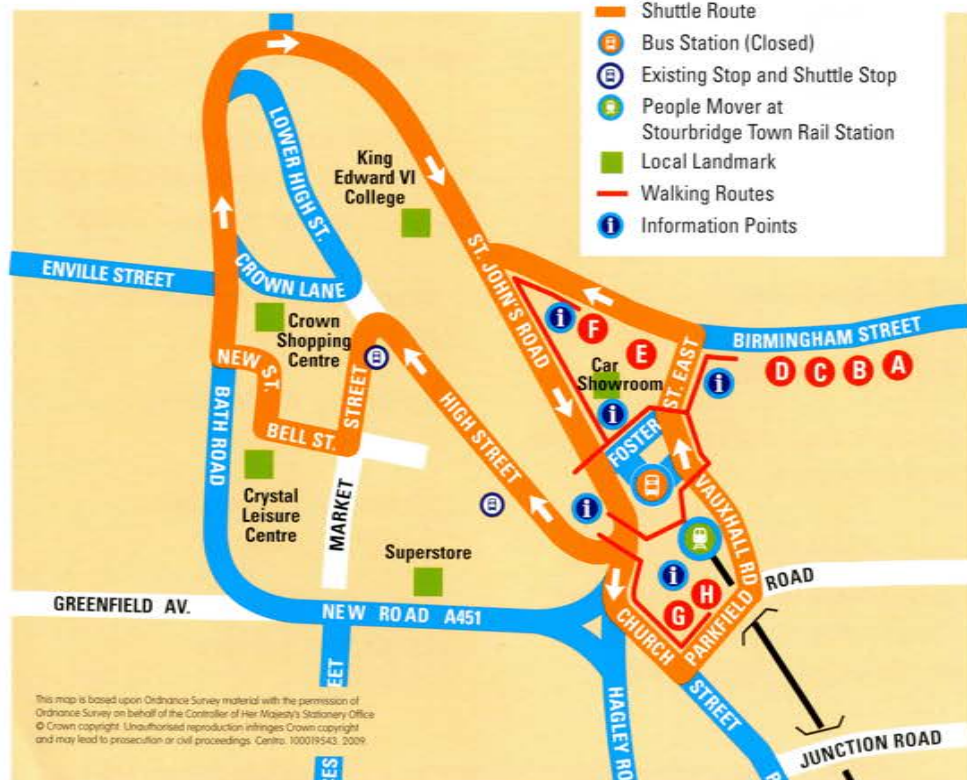 Shuttle Route
Bus Station (Closed)
Existing Stop and Shuttle Stop
People Mover at
Stourbridge Town Rail Station
Local Landmark
Walking Routes
Information Points
LOWER HIGH ST.
King
Edward VI
College
ST. JOHN'S ROAD
ENVILLE STREET
CROWN LANE
Crown
Shopping
Centre
NEW ST.
BELL ST.
STREET
MARKET
BATH ROAD
HIGH STREET
BIRMINGHAM STREET
F
E
D
C
B
A
Car
Showroom
ST. EAST
FOSTER
VAUXHALL RD
Crystal
Leisure
Centre
Superstore
GREENFIELD AV.
NEW ROAD A451
H
G
CHURCH
STREET
PARKFIELD
ROAD
HAGLEY RO
JUNCTION ROAD
EET
ES
This map is based upon Ordnance Survey material with the permission of
Ordnance Survey on behalf of the Controller of Her Majesty's Stationery Office
© Crown copyright. Unauthorised reproduction infringes Crown copyright
and may lead to prosecution or civil proceedings. Centro. 100019543. 2009.